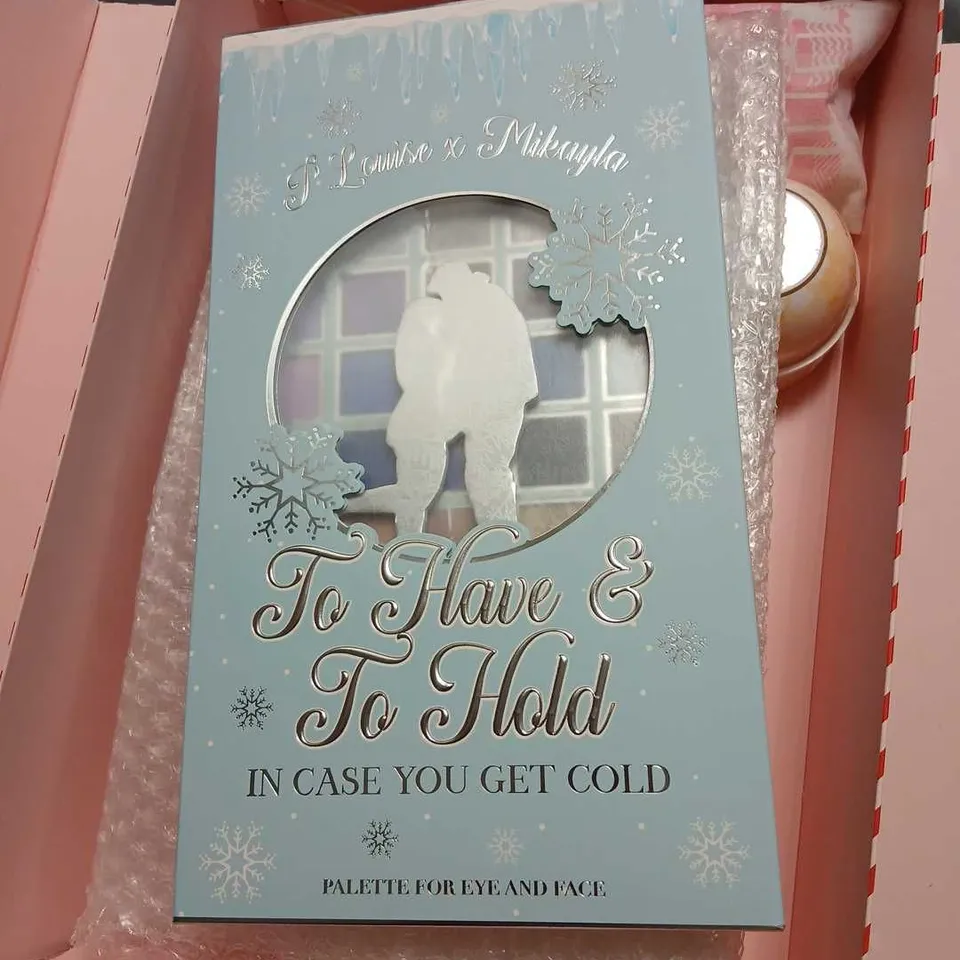 P Louise x Mikayla
To Have &
To Hold
IN CASE YOU GET COLD
PALETTE FOR EYE AND FACE